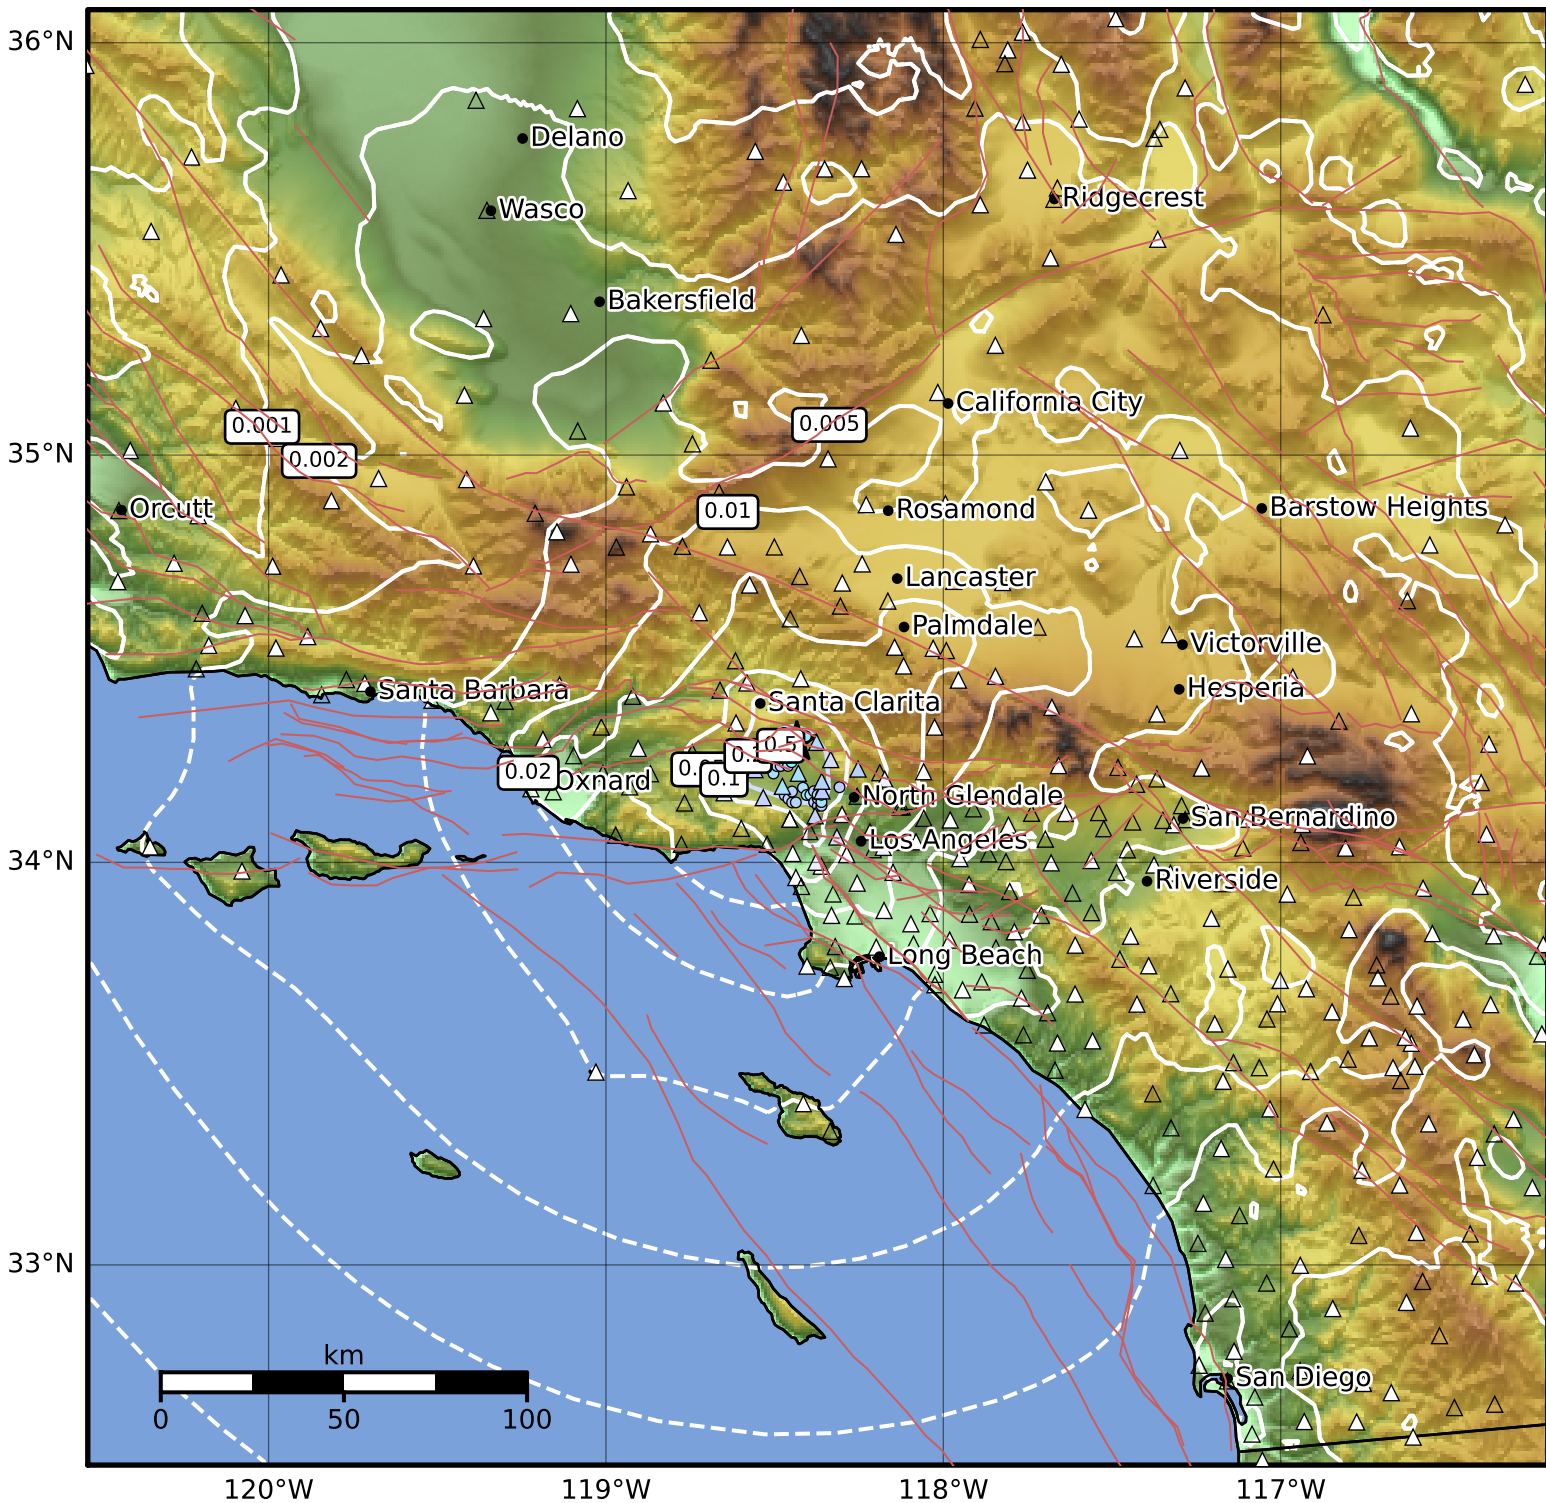 36°N
Delano
Ridgecrest
Wasco
Bakersfield
California City
0.001
0.005
35°N
0.002
Orcutt
0.01
Rosamond
Barstow Heights
Lancaster
Palmdale
Victorville
Santa Barbara
Hesperia
Santa Clarita
0.5
0.02
Oxnard
0.1
North Glendale
San Bernardino
Los Angeles
34°N
Riverside
Long Beach
33°N
km
San Diego
0
50
100
120°W
119°W
118°W
117°W